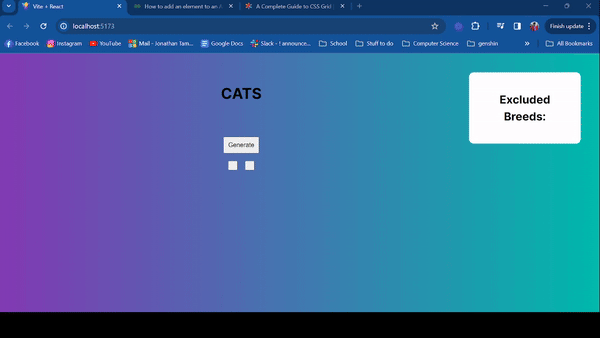 Vite + React
How to add an element to an A
A Complete Guide to CSS Grid
localhost:5173
Finish update
Facebook
Instagram
YouTube
Mail - Jonathan Tam...
Google Docs
Slack - ! announce...
School
Stuff to do
Computer Science
genshin
»
All Bookmarks
CATS
Generate
Excluded
Breeds: